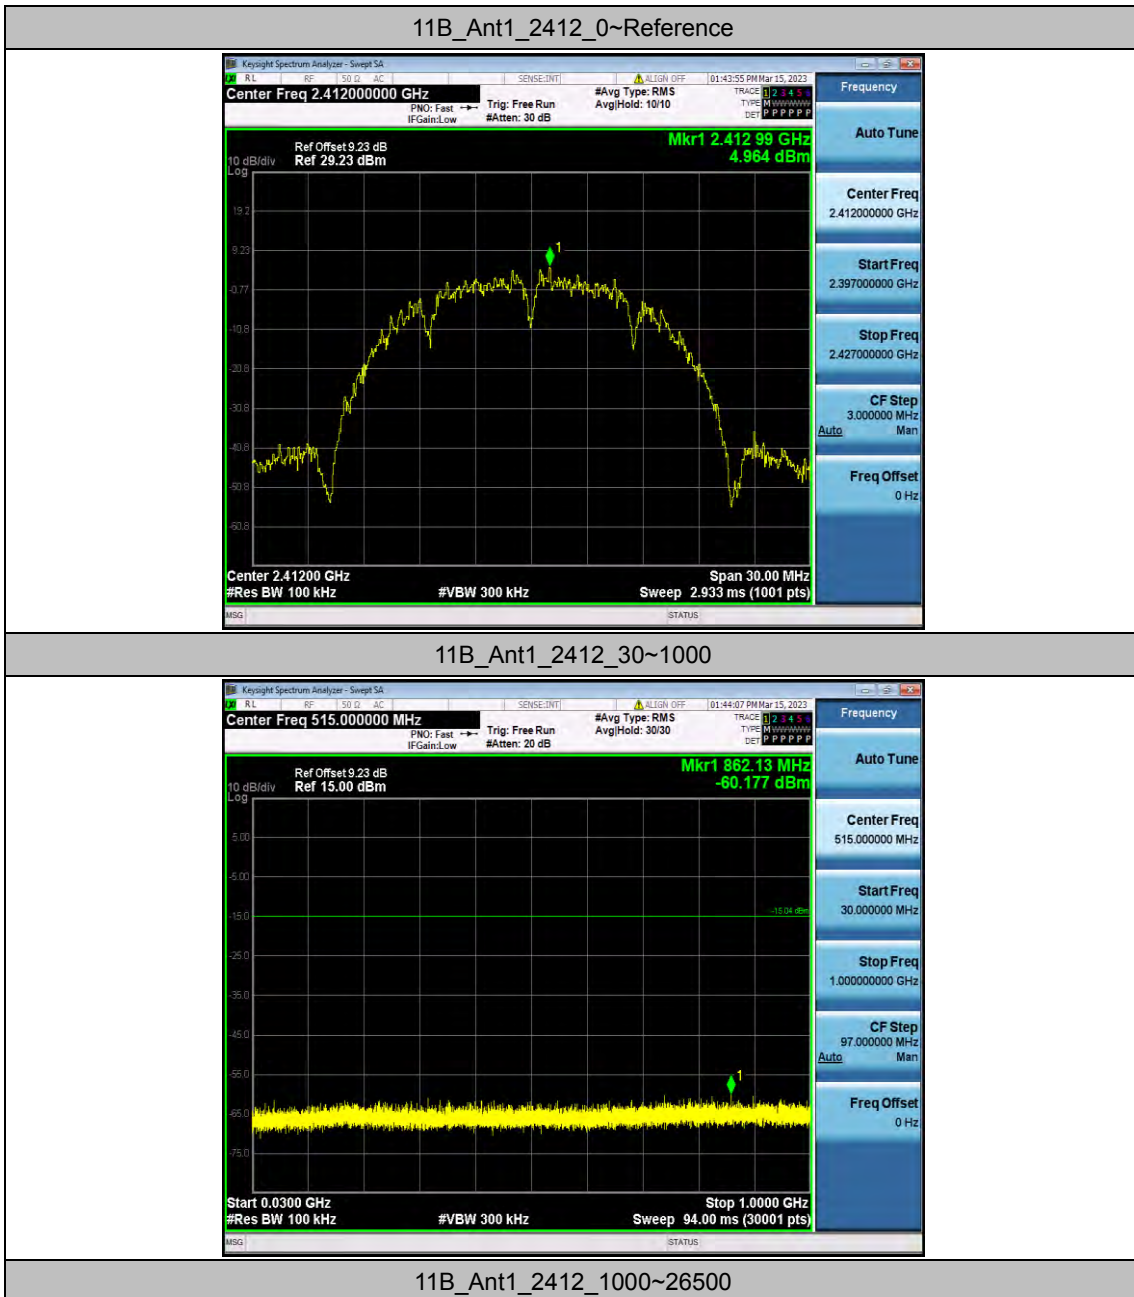 11B_Ant1_2412_0~Reference
Keysight Spectrum Analyzer - Swept SA
RL RF 50 Ω AC SENSE:INT ALIGN OFF 01:43:55 PM Mar 15, 2023
Center Freq 2.412000000 GHz
PNO: Fast
IFGain:Low
Trig: Free Run
#Atten: 30 dB
#Avg Type: RMS
Avg|Hold: 10/10
TRACE 1 2 3 4 5 6
TYPE M W W W W W
DET P P P P P P
Frequency
Mkr1 2.412 99 GHz
4.964 dBm
Ref Offset 9.23 dB
10 dB/div Ref 29.23 dBm
Log
19.2
9.23
-0.77
-10.8
-20.8
-30.8
-40.8
-50.8
-60.8
1
Center 2.41200 GHz Span 30.00 MHz
#Res BW 100 kHz #VBW 300 kHz Sweep 2.933 ms (1001 pts)
MSG STATUS
Auto Tune
Center Freq
2.412000000 GHz
Start Freq
2.397000000 GHz
Stop Freq
2.427000000 GHz
CF Step
3.000000 MHz
Auto Man
Freq Offset
0 Hz
11B_Ant1_2412_30~1000
Keysight Spectrum Analyzer - Swept SA
RL RF 50 Ω AC SENSE:INT ALIGN OFF 01:44:07 PM Mar 15, 2023
Center Freq 515.000000 MHz
PNO: Fast
IFGain:Low
Trig: Free Run
#Atten: 20 dB
#Avg Type: RMS
Avg|Hold: 30/30
TRACE 1 2 3 4 5 6
TYPE M W W W W W
DET P P P P P P
Frequency
Mkr1 862.13 MHz
-60.177 dBm
Ref Offset 9.23 dB
10 dB/div Ref 15.00 dBm
Log
5.00
-5.00
-15.0
-25.0
-35.0
-45.0
-55.0
-65.0
-75.0
-15.04 dBm
1
Start 0.0300 GHz Stop 1.0000 GHz
#Res BW 100 kHz #VBW 300 kHz Sweep 94.00 ms (30001 pts)
MSG STATUS
Auto Tune
Center Freq
515.000000 MHz
Start Freq
30.000000 MHz
Stop Freq
1.000000000 GHz
CF Step
97.000000 MHz
Auto Man
Freq Offset
0 Hz
11B_Ant1_2412_1000~26500